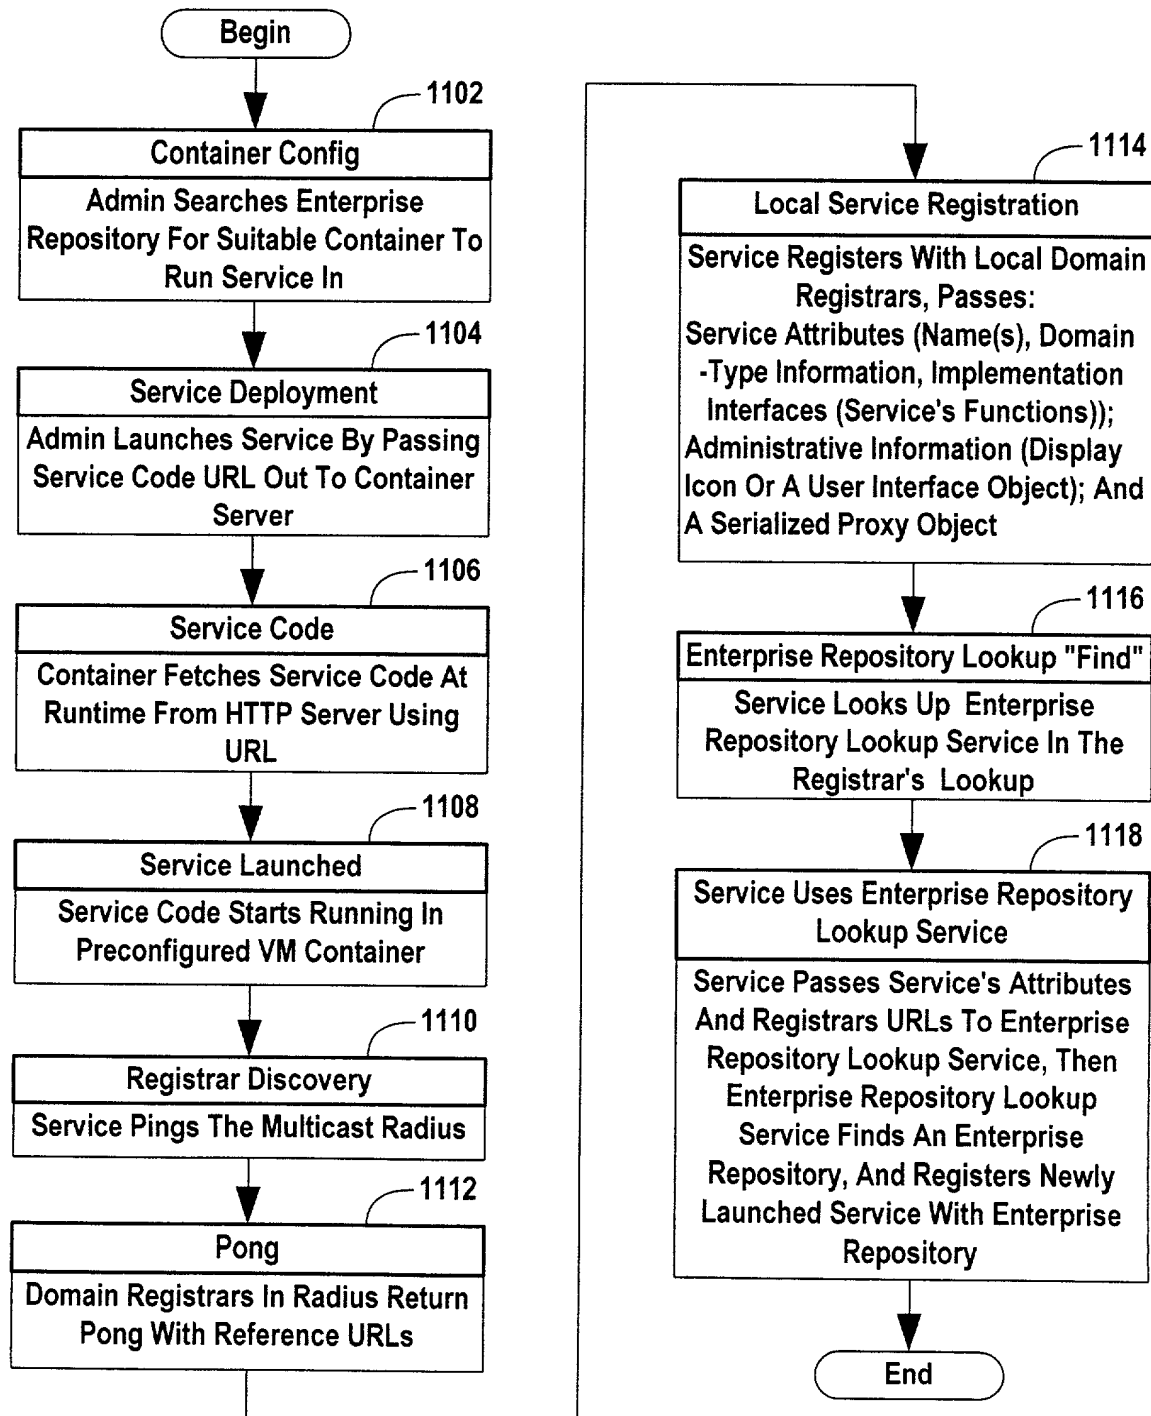 Begin
1102
Container Config
Admin Searches Enterprise
Repository For Suitable Container To
Run Service In
1104
Service Deployment
Admin Launches Service By Passing
Service Code URL Out To Container
Server
1106
Service Code
Container Fetches Service Code At
Runtime From HTTP Server Using
URL
1108
Service Launched
Service Code Starts Running In
Preconfigured VM Container
1110
Registrar Discovery
Service Pings The Multicast Radius
1112
Pong
Domain Registrars In Radius Return
Pong With Reference URLs
1114
Local Service Registration
Service Registers With Local Domain
Registrars, Passes:
Service Attributes (Name(s), Domain
-Type Information, Implementation
Interfaces (Service's Functions));
Administrative Information (Display
Icon Or A User Interface Object); And
A Serialized Proxy Object
1116
Enterprise Repository Lookup "Find"
Service Looks Up Enterprise
Repository Lookup Service In The
Registrar's Lookup
1118
Service Uses Enterprise Repository
Lookup Service
Service Passes Service's Attributes
And Registrars URLs To Enterprise
Repository Lookup Service, Then
Enterprise Repository Lookup
Service Finds An Enterprise
Repository, And Registers Newly
Launched Service With Enterprise
Repository
End